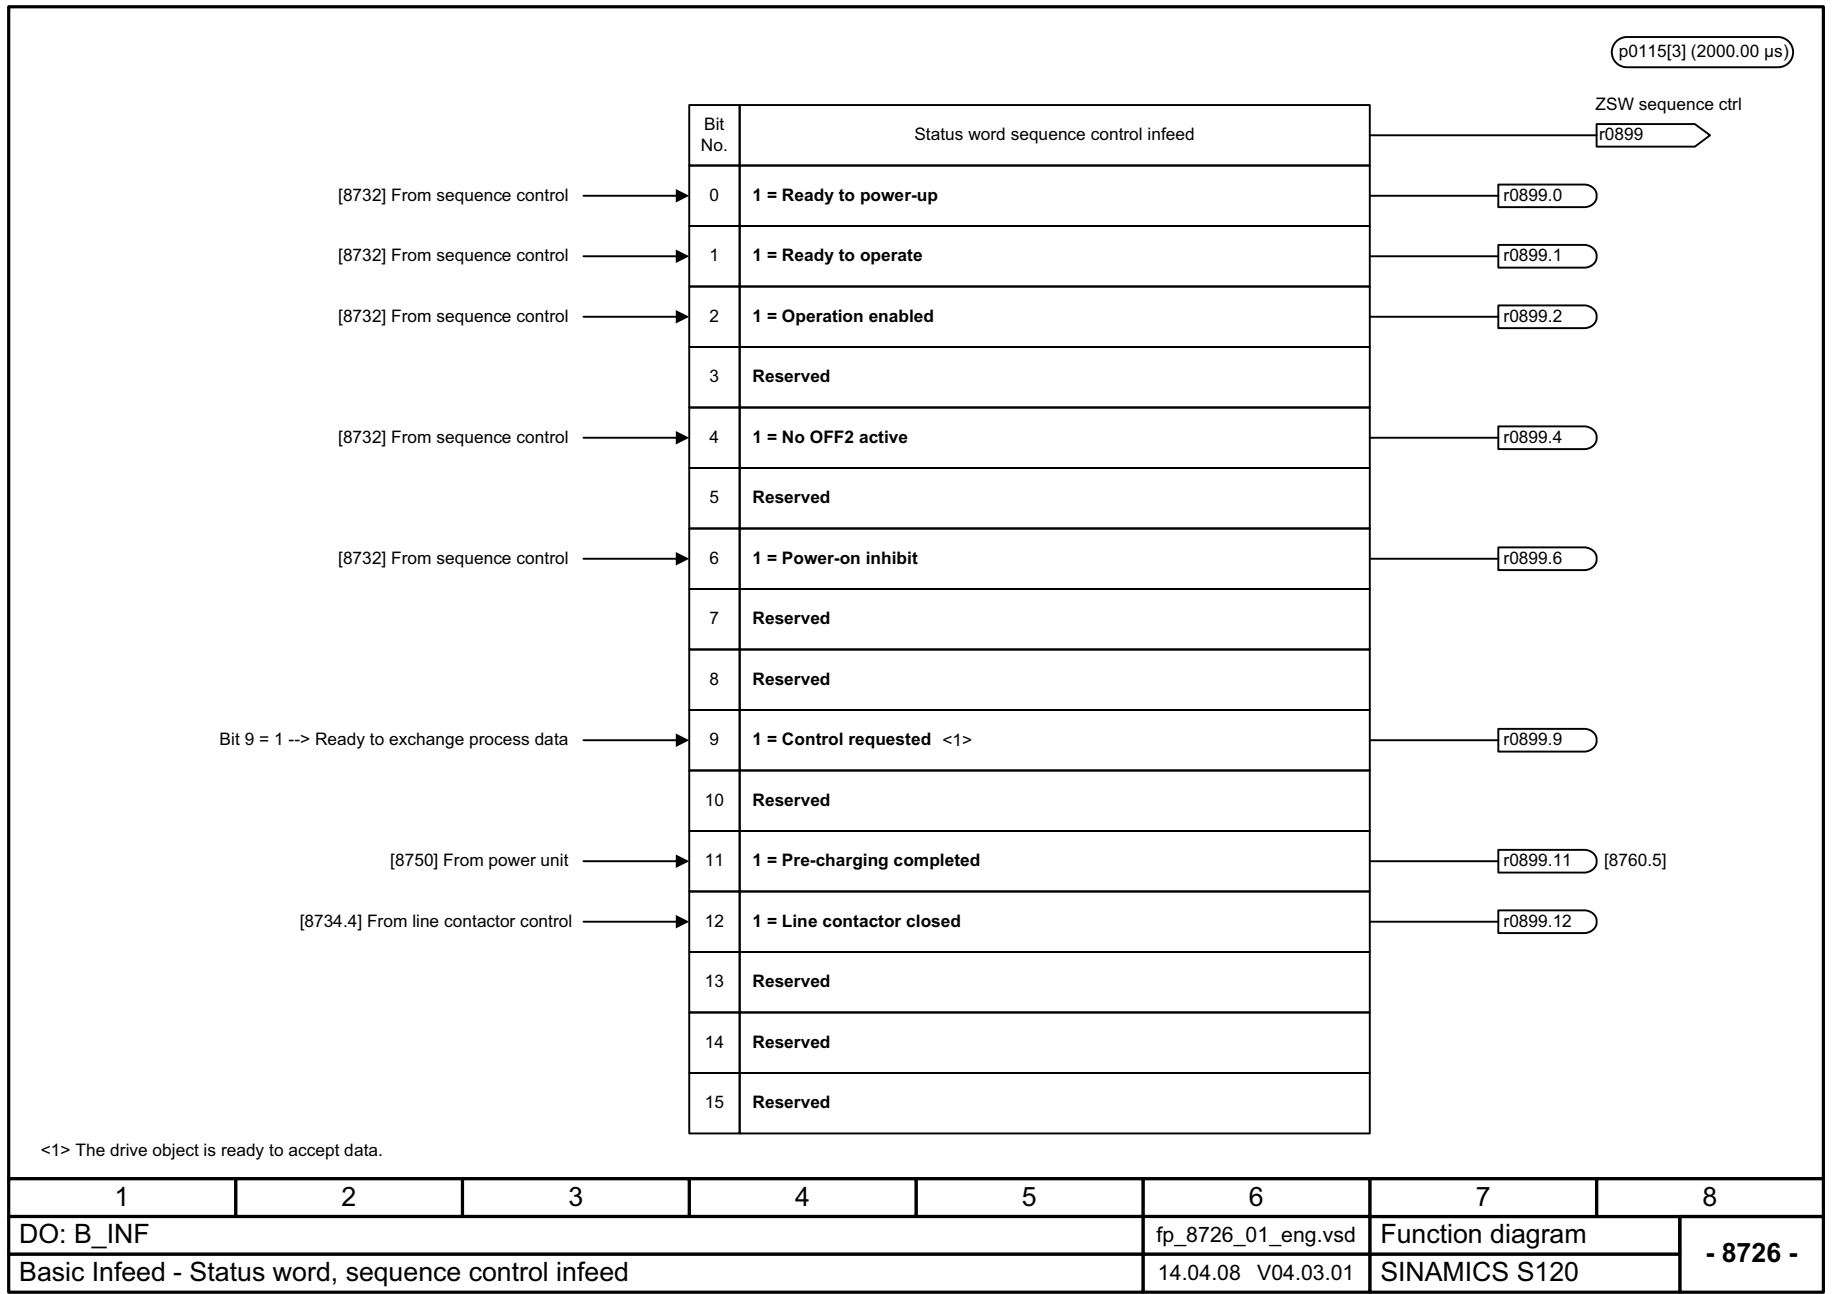 p0115[3] (2000.00 µs)
ZSW sequence ctrl
Bit No. Status word sequence control infeed r0899
[8732] From sequence control 0 1 = Ready to power-up r0899.0
[8732] From sequence control 1 1 = Ready to operate r0899.1
[8732] From sequence control 2 1 = Operation enabled r0899.2
3 Reserved
[8732] From sequence control 4 1 = No OFF2 active r0899.4
5 Reserved
[8732] From sequence control 6 1 = Power-on inhibit r0899.6
7 Reserved
8 Reserved
Bit 9 = 1 --> Ready to exchange process data 9 1 = Control requested <1> r0899.9
10 Reserved
[8750] From power unit 11 1 = Pre-charging completed r0899.11 [8760.5]
[8734.4] From line contactor control 12 1 = Line contactor closed r0899.12
13 Reserved
14 Reserved
15 Reserved
<1> The drive object is ready to accept data.
1 2 3 4 5 6 7 8
DO: B_INF fp_8726_01_eng.vsd Function diagram
- 8726 -
Basic Infeed - Status word, sequence control infeed 14.04.08 V04.03.01 SINAMICS S120